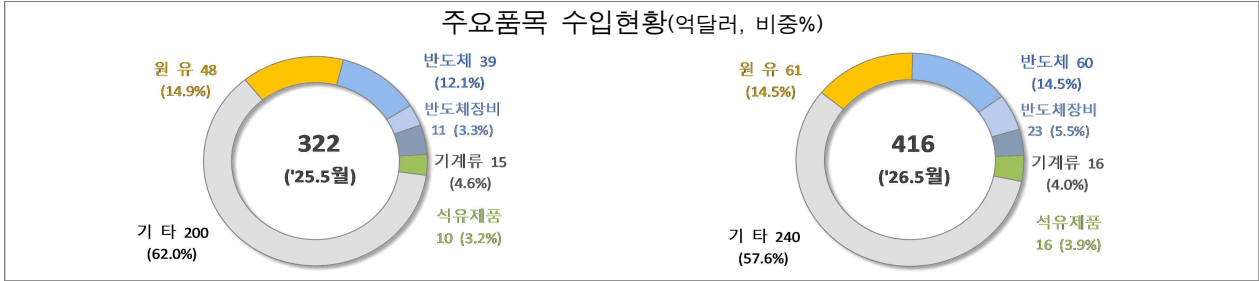 주요품목 수입현황(억달러, 비중%)
원 유 48
(14.9%)
반도체 39
(12.1%)
반도체장비
11 (3.3%)
기계류 15
(4.6%)
석유제품
10 (3.2%)
기 타 200
(62.0%)
322
('25.5월)
원 유 61
(14.5%)
반도체 60
(14.5%)
반도체장비
23 (5.5%)
기계류 16
(4.0%)
석유제품
16 (3.9%)
기 타 240
(57.6%)
416
('26.5월)